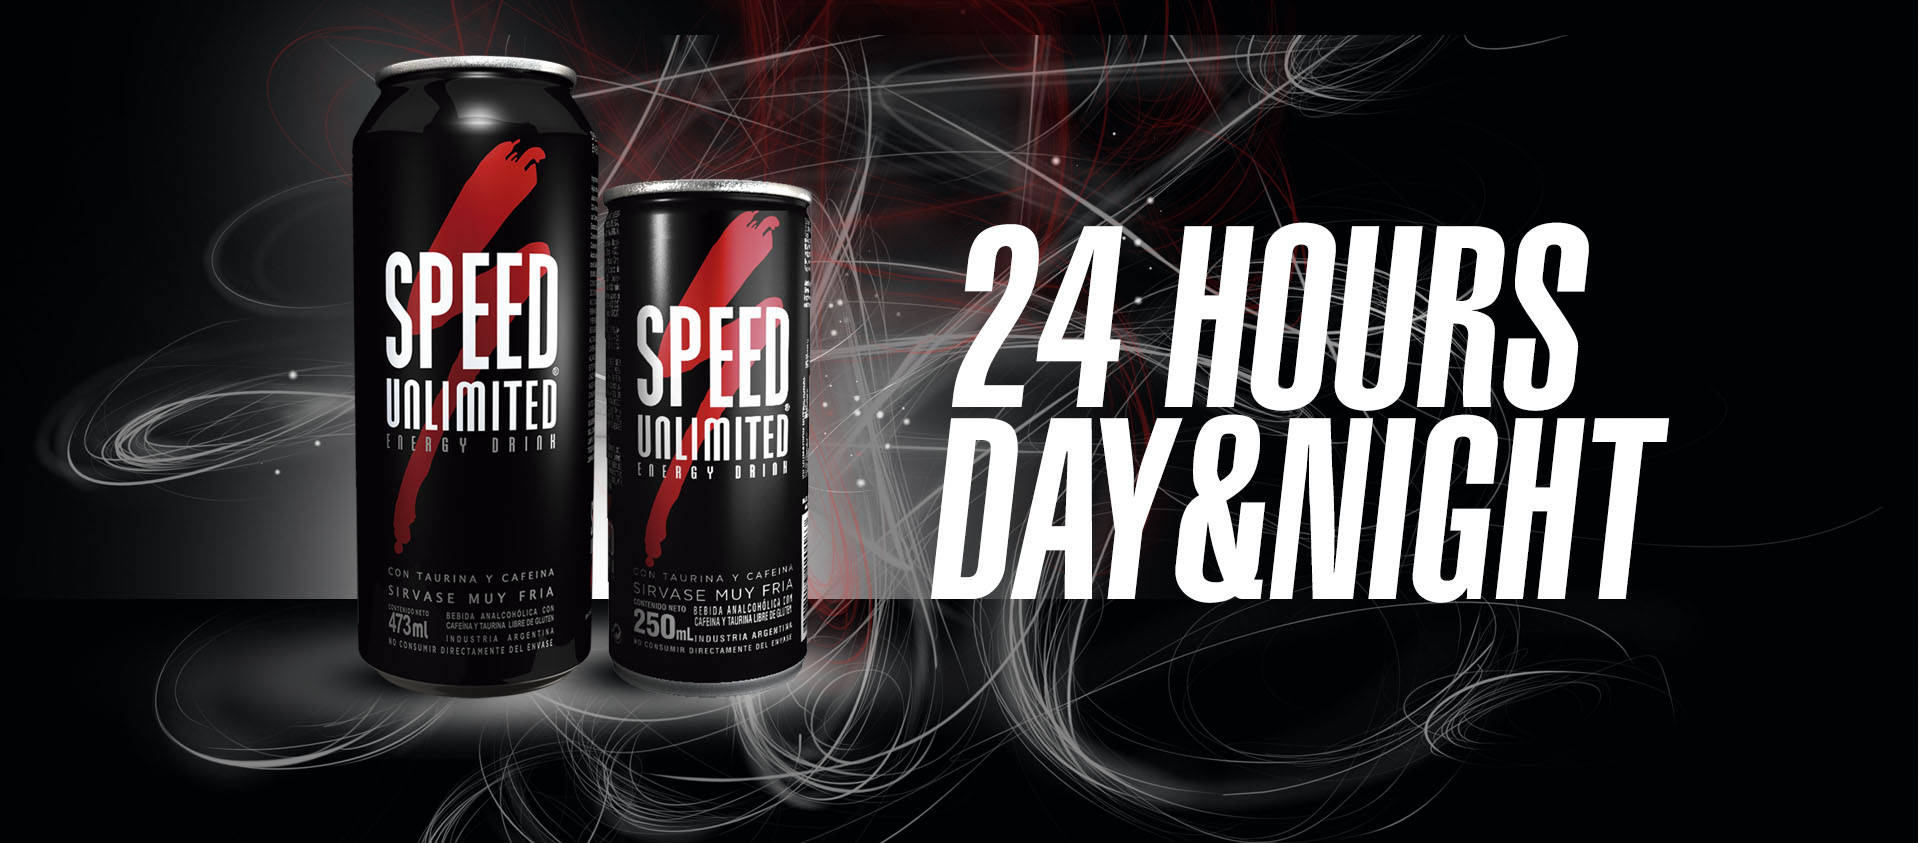 SPEED
UNLIMITED
ENERGY DRINK
CON TAURINA Y CAFEINA
SIRVASE MUY FRIA
CONTENIDO NETO
473ml
BEBIDA ANALCOHÓLICA CON
CAFEÍNA Y TAURINA LIBRE DE GLUTEN
INDUSTRIA ARGENTINA
NO CONSUMIR DIRECTAMENTE DEL ENVASE
SPEED
UNLIMITED
ENERGY DRINK
CON TAURINA Y CAFEINA
SIRVASE MUY FRIA
CONTENIDO NETO
250mL
BEBIDA ANALCOHÓLICA CON
CAFEÍNA Y TAURINA LIBRE DE GLUTEN
INDUSTRIA ARGENTINA
NO CONSUMIR DIRECTAMENTE DEL ENVASE
24 HOURS
DAY&NIGHT